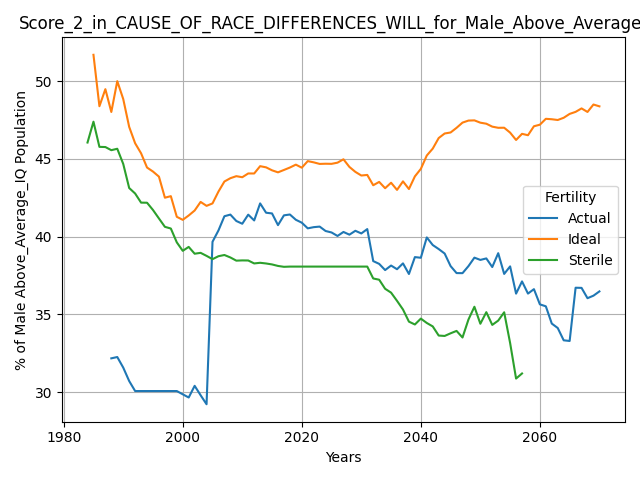 Score_2_in_CAUSE_OF_RACE_DIFFERENCES_WILL_for_Male_Above_Average
% of Male Above_Average_IQ Population
50
45
40
35
30
Fertility
Actual
Ideal
Sterile
1980 2000 2020 2040 2060
Years